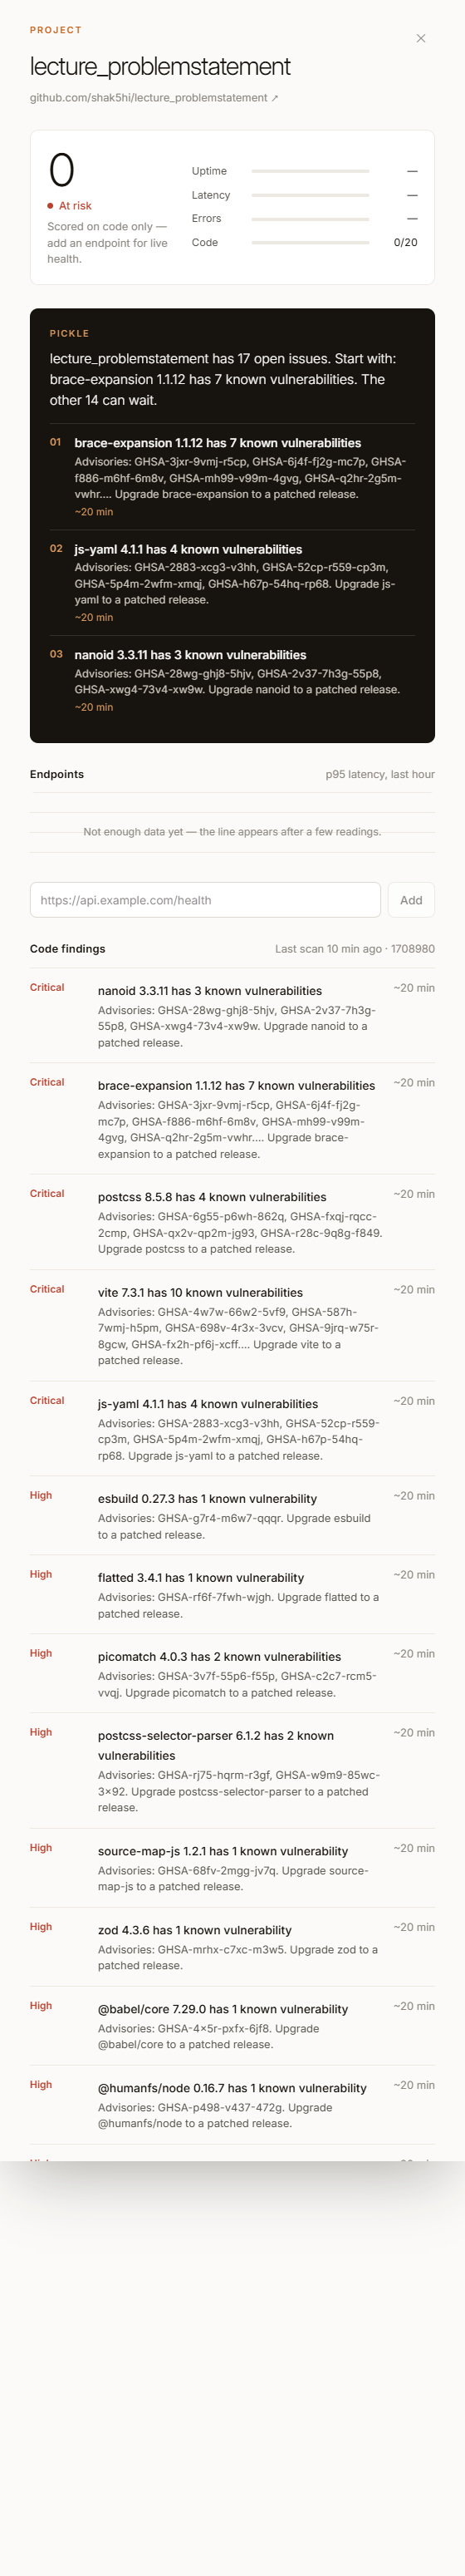 PROJECT
×
lecture_problemstatement
github.com/shak5hi/lecture_problemstatement ↗
0
At risk
Scored on code only —
add an endpoint for live
health.
Uptime —
Latency —
Errors —
Code 0/20
PICKLE
lecture_problemstatement has 17 open issues. Start with:
brace-expansion 1.1.12 has 7 known vulnerabilities. The
other 14 can wait.
01 brace-expansion 1.1.12 has 7 known vulnerabilities
Advisories: GHSA-3jxr-9vmj-r5cp, GHSA-6j4f-fj2g-mc7p, GHSA-
f886-m6hf-6m8v, GHSA-mh99-v99m-4gvg, GHSA-q2hr-2g5m-
vwhr.... Upgrade brace-expansion to a patched release.
~20 min
02 js-yaml 4.1.1 has 4 known vulnerabilities
Advisories: GHSA-2883-xcg3-v3hh, GHSA-52cp-r559-cp3m,
GHSA-5p4m-2wfm-xmqj, GHSA-h67p-54hq-rp68. Upgrade js-
yaml to a patched release.
~20 min
03 nanoid 3.3.11 has 3 known vulnerabilities
Advisories: GHSA-28wg-ghj8-5hjv, GHSA-2v37-7h3g-55p8,
GHSA-xwg4-73v4-xw9w. Upgrade nanoid to a patched release.
~20 min
Endpoints p95 latency, last hour
Not enough data yet — the line appears after a few readings.
https://api.example.com/health Add
Code findings Last scan 10 min ago · 1708980
Critical nanoid 3.3.11 has 3 known vulnerabilities ~20 min
Advisories: GHSA-28wg-ghj8-5hjv, GHSA-2v37-7h3g-
55p8, GHSA-xwg4-73v4-xw9w. Upgrade nanoid to a
patched release.
Critical brace-expansion 1.1.12 has 7 known vulnerabilities ~20 min
Advisories: GHSA-3jxr-9vmj-r5cp, GHSA-6j4f-fj2g-
mc7p, GHSA-f886-m6hf-6m8v, GHSA-mh99-v99m-
4gvg, GHSA-q2hr-2g5m-vwhr.... Upgrade brace-
expansion to a patched release.
Critical postcss 8.5.8 has 4 known vulnerabilities ~20 min
Advisories: GHSA-6g55-p6wh-862q, GHSA-fxqj-rqcc-
2cmp, GHSA-qx2v-qp2m-jg93, GHSA-r28c-9q8g-f849.
Upgrade postcss to a patched release.
Critical vite 7.3.1 has 10 known vulnerabilities ~20 min
Advisories: GHSA-4w7w-66w2-5vf9, GHSA-587h-
7wmj-h5pm, GHSA-698v-4r3x-3vcv, GHSA-9jrq-w75r-
8gcw, GHSA-fx2h-pf6j-xcff.... Upgrade vite to a
patched release.
Critical js-yaml 4.1.1 has 4 known vulnerabilities ~20 min
Advisories: GHSA-2883-xcg3-v3hh, GHSA-52cp-r559-
cp3m, GHSA-5p4m-2wfm-xmqj, GHSA-h67p-54hq-
rp68. Upgrade js-yaml to a patched release.
High esbuild 0.27.3 has 1 known vulnerability ~20 min
Advisories: GHSA-g7r4-m6w7-qqqr. Upgrade esbuild
to a patched release.
High flatted 3.4.1 has 1 known vulnerability ~20 min
Advisories: GHSA-rf6f-7fwh-wjgh. Upgrade flatted to a
patched release.
High picomatch 4.0.3 has 2 known vulnerabilities ~20 min
Advisories: GHSA-3v7f-55p6-f55p, GHSA-c2c7-rcm5-
vvqj. Upgrade picomatch to a patched release.
High postcss-selector-parser 6.1.2 has 2 known ~20 min
vulnerabilities
Advisories: GHSA-rj75-hqrm-r3gf, GHSA-w9m9-85wc-
3×92. Upgrade postcss-selector-parser to a patched
release.
High source-map-js 1.2.1 has 1 known vulnerability ~20 min
Advisories: GHSA-68fv-2mgg-jv7q. Upgrade source-
map-js to a patched release.
High zod 4.3.6 has 1 known vulnerability ~20 min
Advisories: GHSA-mrhx-c7xc-m3w5. Upgrade zod to a
patched release.
High @babel/core 7.29.0 has 1 known vulnerability ~20 min
Advisories: GHSA-4×5r-pxfx-6jf8. Upgrade
@babel/core to a patched release.
High @humanfs/node 0.16.7 has 1 known vulnerability ~20 min
Advisories: GHSA-p498-v437-472g. Upgrade
@humanfs/node to a patched release.